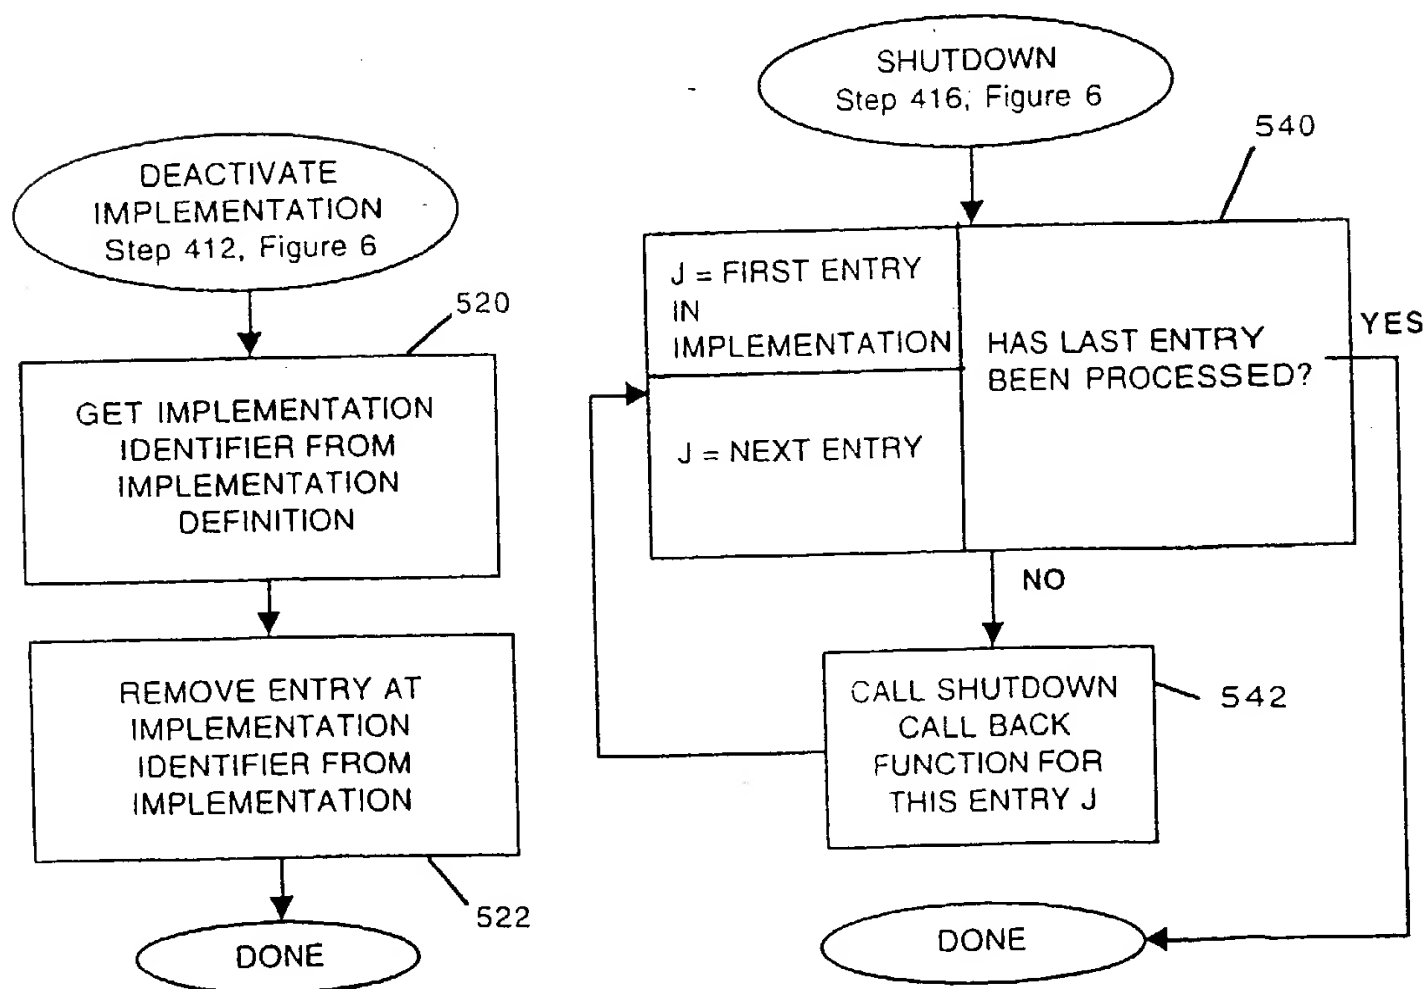 DEACTIVATE
IMPLEMENTATION
Step 412, Figure 6
520
GET IMPLEMENTATION
IDENTIFIER FROM
IMPLEMENTATION
DEFINITION
REMOVE ENTRY AT
IMPLEMENTATION
IDENTIFIER FROM
IMPLEMENTATION
522
DONE
SHUTDOWN
Step 416, Figure 6
540
J = FIRST ENTRY
IN
IMPLEMENTATION
J = NEXT ENTRY
HAS LAST ENTRY
BEEN PROCESSED?
YES
NO
CALL SHUTDOWN
CALL BACK
FUNCTION FOR
THIS ENTRY J
542
DONE